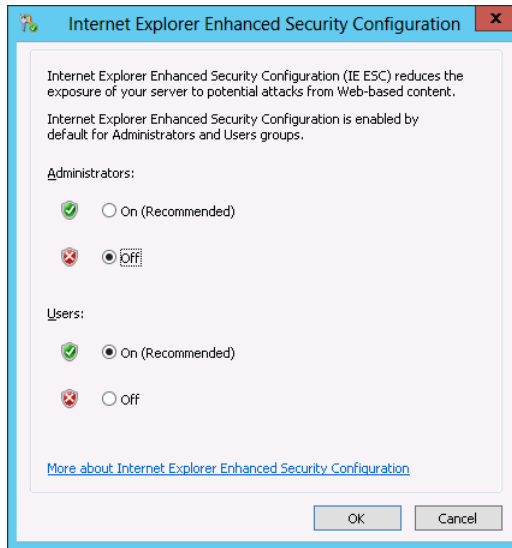 Internet Explorer Enhanced Security Configuration
x
Internet Explorer Enhanced Security Configuration (IE ESC) reduces the
exposure of your server to potential attacks from Web-based content.
Internet Explorer Enhanced Security Configuration is enabled by
default for Administrators and Users groups.
Administrators:
On (Recommended)
Off
Users:
On (Recommended)
Off
More about Internet Explorer Enhanced Security Configuration
OK Cancel